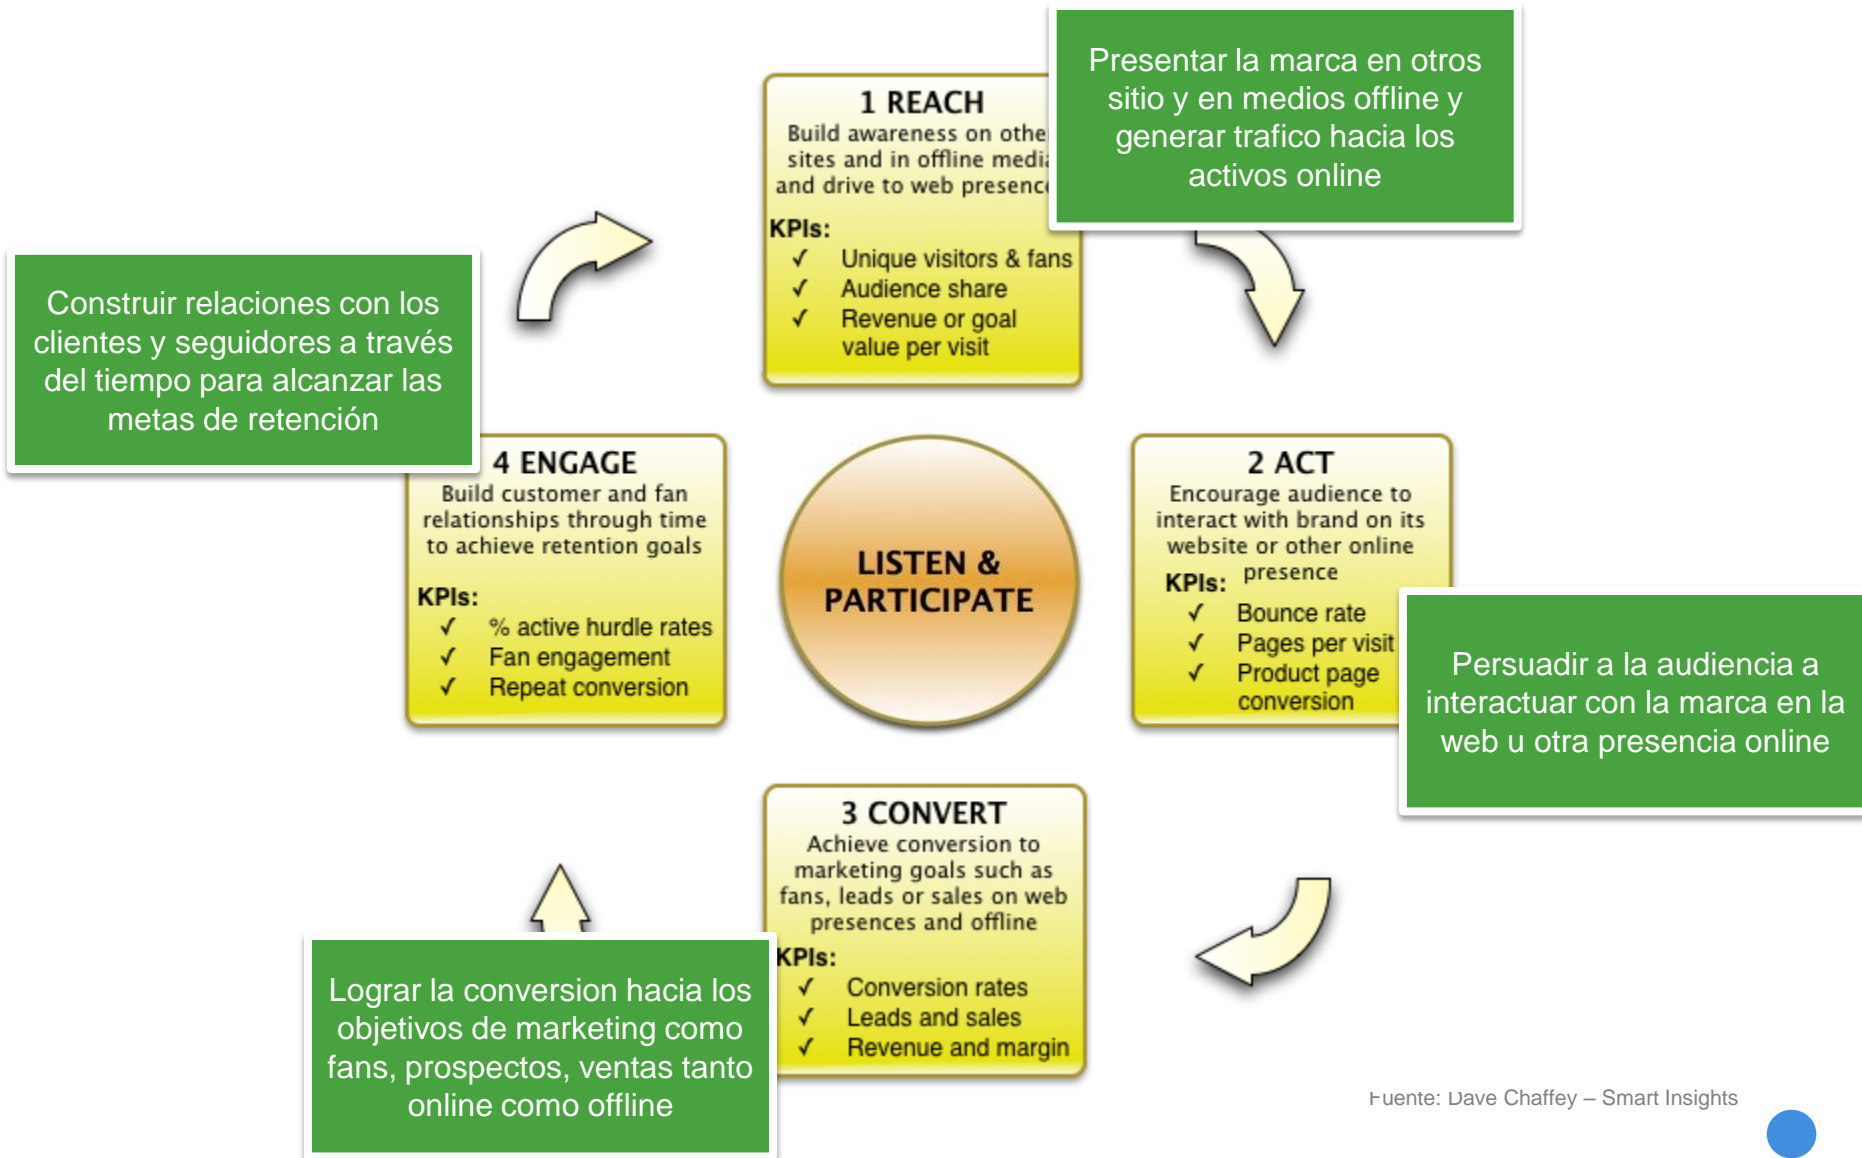 Presentar la marca en otros
sitio y en medios offline y
generar trafico hacia los
activos online
1 REACH
Build awareness on othe
sites and in offline media
and drive to web presence
KPIs:
✓ Unique visitors & fans
✓ Audience share
✓ Revenue or goal
value per visit
Construir relaciones con los
clientes y seguidores a través
del tiempo para alcanzar las
metas de retención
4 ENGAGE
Build customer and fan
relationships through time
to achieve retention goals
KPIs:
✓ % active hurdle rates
✓ Fan engagement
✓ Repeat conversion
LISTEN &
PARTICIPATE
2 ACT
Encourage audience to
interact with brand on its
website or other online
presence
KPIs:
✓ Bounce rate
✓ Pages per visit
✓ Product page
conversion
Persuadir a la audiencia a
interactuar con la marca en la
web u otra presencia online
3 CONVERT
Achieve conversion to
marketing goals such as
fans, leads or sales on web
presences and offline
KPIs:
✓ Conversion rates
✓ Leads and sales
✓ Revenue and margin
Lograr la conversion hacia los
objetivos de marketing como
fans, prospectos, ventas tanto
online como offline
Fuente: Dave Chaffey – Smart Insights